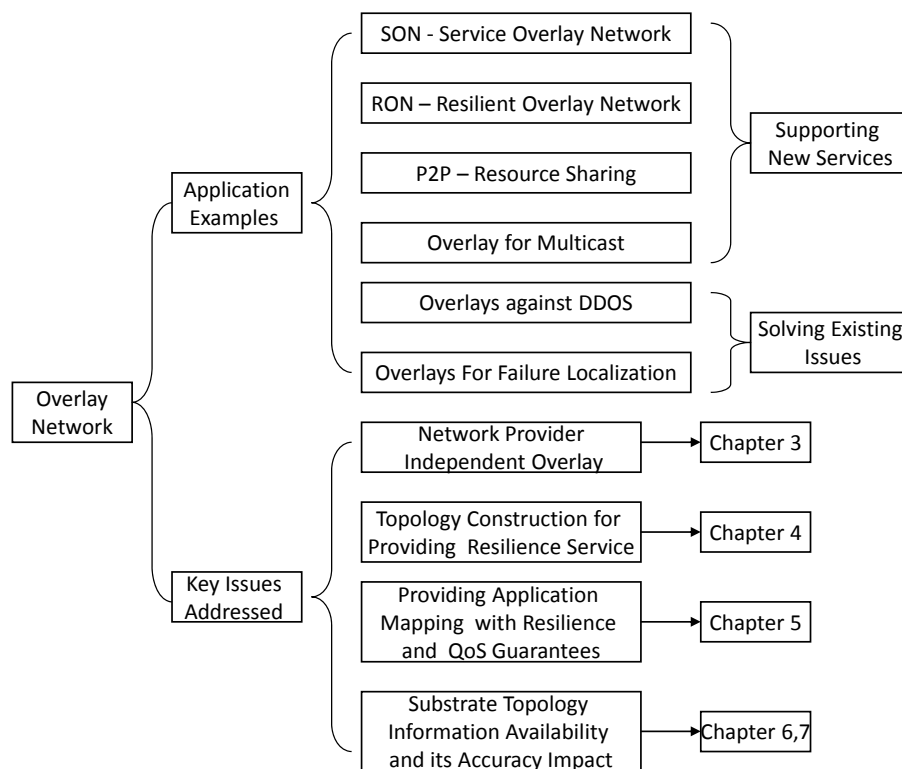 SON - Service Overlay Network
RON – Resilient Overlay Network
Supporting
New Services
P2P – Resource Sharing
Application
Examples
Overlay for Multicast
Overlays against DDOS
Solving Existing
Issues
Overlays For Failure Localization
Overlay
Network
Network Provider
Independent Overlay
Chapter 3
Topology Construction for
Providing Resilience Service
Chapter 4
Key Issues
Addressed
Providing Application
Mapping with Resilience
and QoS Guarantees
Chapter 5
Substrate Topology
Information Availability
and its Accuracy Impact
Chapter 6,7